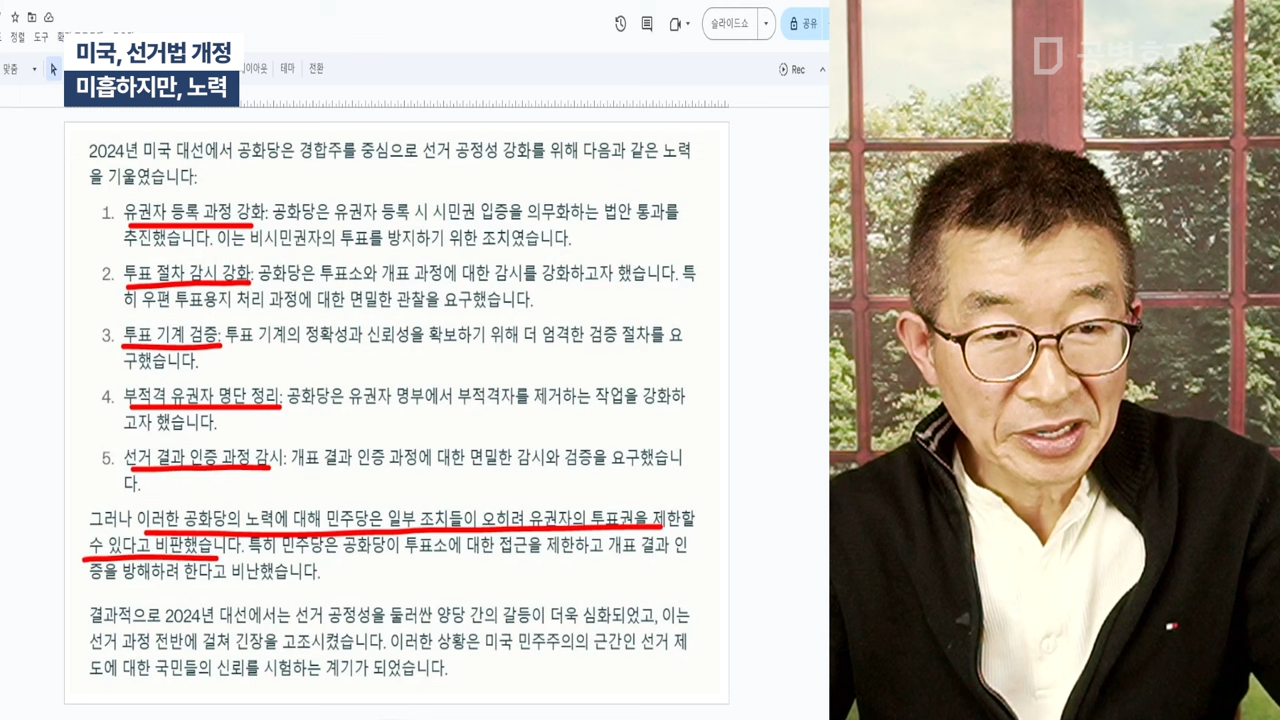 정렬 도구
슬라이드쇼
공유
미국, 선거법 개정
미흡하지만, 노력
맞춤
테마
전환
Rec
2024년 미국 대선에서 공화당은 경합주를 중심으로 선거 공정성 강화를 위해 다음과 같은 노력
을 기울였습니다:
1. 유권자 등록 과정 강화: 공화당은 유권자 등록 시 시민권 입증을 의무화하는 법안 통과를
추진했습니다. 이는 비시민권자의 투표를 방지하기 위한 조치였습니다.
2. 투표 절차 감시 강화: 공화당은 투표소와 개표 과정에 대한 감시를 강화하고자 했습니다. 특
히 우편 투표용지 처리 과정에 대한 면밀한 관찰을 요구했습니다.
3. 투표 기계 검증: 투표 기계의 정확성과 신뢰성을 확보하기 위해 더 엄격한 검증 절차를 요
구했습니다.
4. 부적격 유권자 명단 정리: 공화당은 유권자 명부에서 부적격자를 제거하는 작업을 강화하
고자 했습니다.
5. 선거 결과 인증 과정 감시: 개표 결과 인증 과정에 대한 면밀한 감시와 검증을 요구했습니
다.
그러나 이러한 공화당의 노력에 대해 민주당은 일부 조치들이 오히려 유권자의 투표권을 제한할
수 있다고 비판했습니다. 특히 민주당은 공화당이 투표소에 대한 접근을 제한하고 개표 결과 인
증을 방해하려 한다고 비난했습니다.
결과적으로 2024년 대선에서는 선거 공정성을 둘러싼 양당 간의 갈등이 더욱 심화되었고, 이는
선거 과정 전반에 걸쳐 긴장을 고조시켰습니다. 이러한 상황은 미국 민주주의의 근간인 선거 제
도에 대한 국민들의 신뢰를 시험하는 계기가 되었습니다.